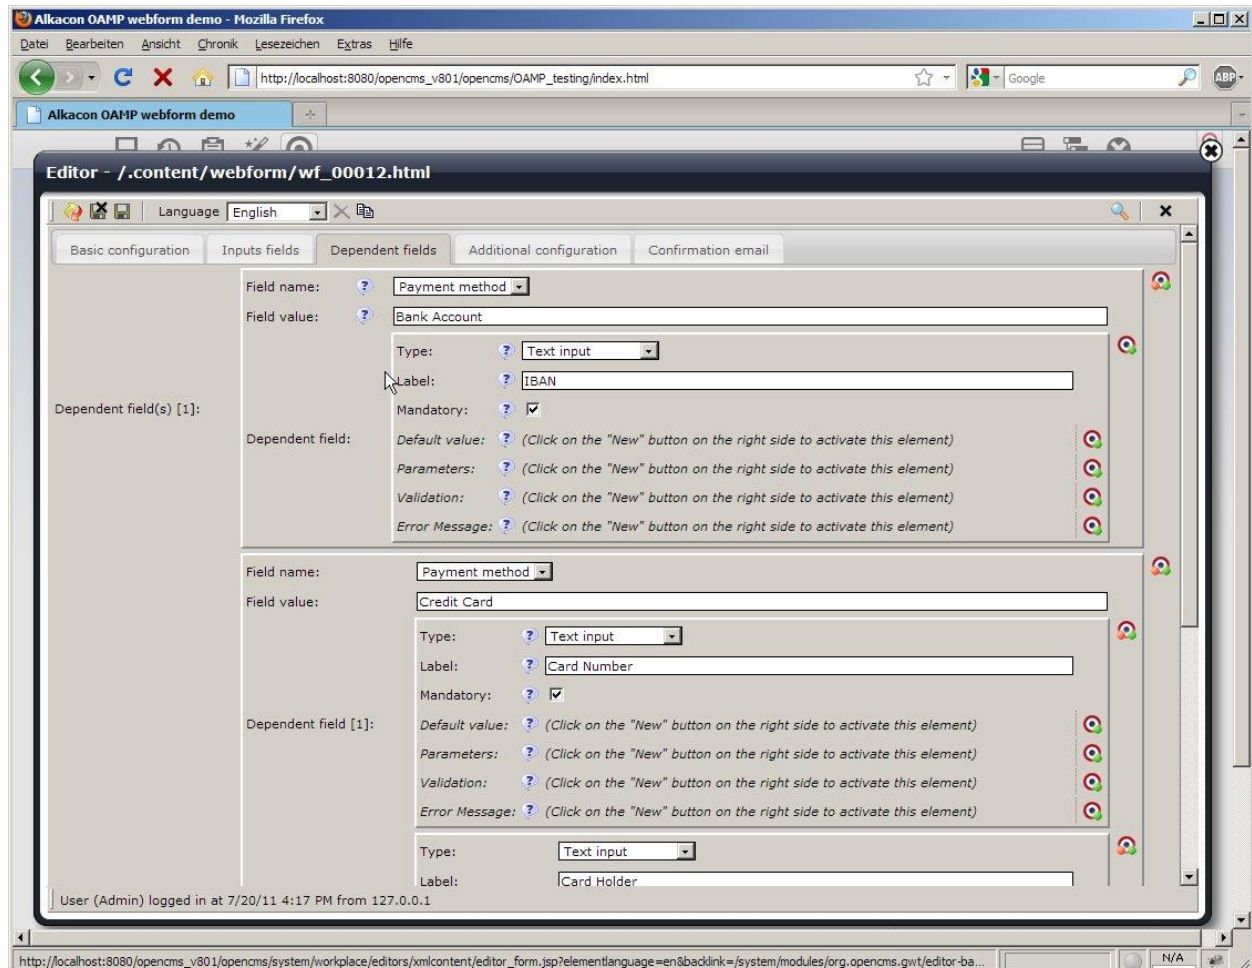 Alkacon OAMP webform demo - Mozilla Firefox
Datei Bearbeiten Ansicht Chronik Lesezeichen Extras Hilfe
http://localhost:8080/opencms_v801/opencms/OAMP_testing/index.html Google ABP
Alkacon OAMP webform demo
Editor - /.content/webform/wf_00012.html
Language English
Basic configuration Inputs fields Dependent fields Additional configuration Confirmation email
Field name: ? Payment method
Field value: ? Bank Account
Type: ? Text input
Label: ? IBAN
Dependent field(s) [1]: Mandatory: ?
Dependent field: Default value: ? (Click on the "New" button on the right side to activate this element)
Parameters: ? (Click on the "New" button on the right side to activate this element)
Validation: ? (Click on the "New" button on the right side to activate this element)
Error Message: ? (Click on the "New" button on the right side to activate this element)
Field name: Payment method
Field value: Credit Card
Type: ? Text input
Label: ? Card Number
Mandatory: ?
Dependent field [1]: Default value: ? (Click on the "New" button on the right side to activate this element)
Parameters: ? (Click on the "New" button on the right side to activate this element)
Validation: ? (Click on the "New" button on the right side to activate this element)
Error Message: ? (Click on the "New" button on the right side to activate this element)
Type: Text input
Label: Card Holder
User (Admin) logged in at 7/20/11 4:17 PM from 127.0.0.1
http://localhost:8080/opencms_v801/opencms/system/workplace/editors/xmlcontent/editor_form.jsp?elementlanguage=en&backlink=/system/modules/org.opencms.gwt/editor-ba... N/A